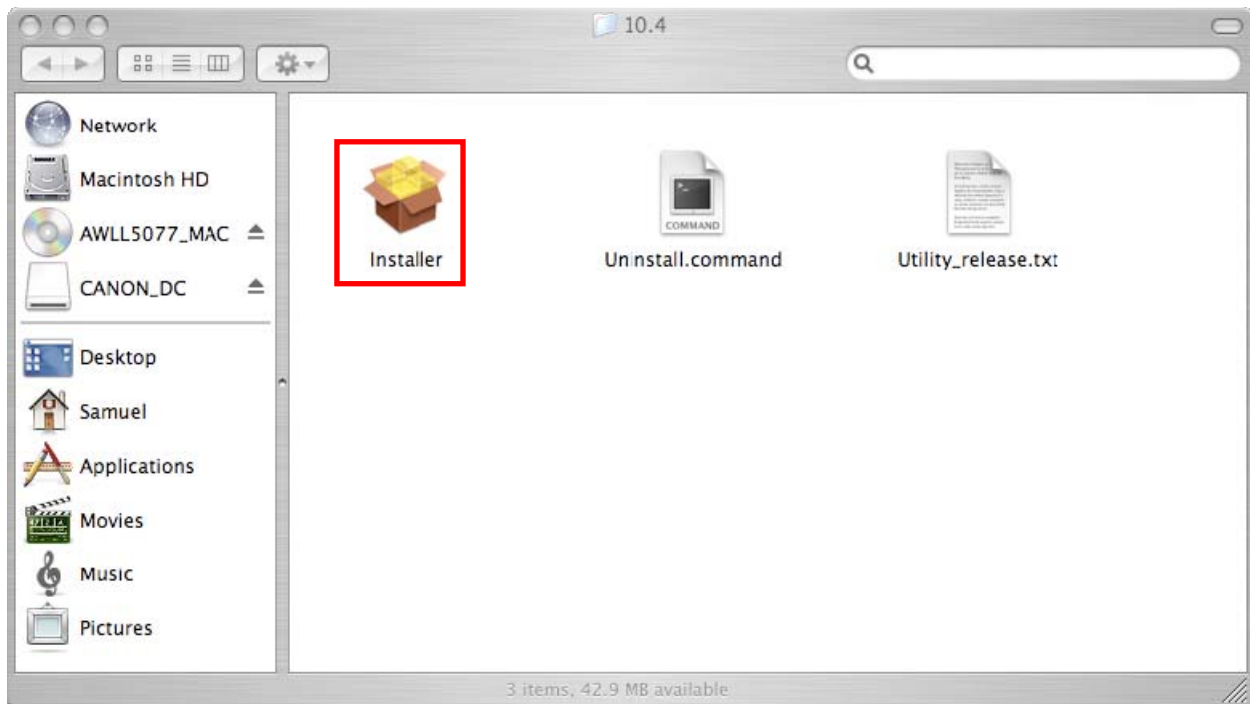 10.4
Network
Macintosh HD
AWLL5077_MAC
CANON_DC
Desktop
Samuel
Applications
Movies
Music
Pictures
Installer
COMMAND
Uninstall.command
Utility_release.txt
3 items, 42.9 MB available